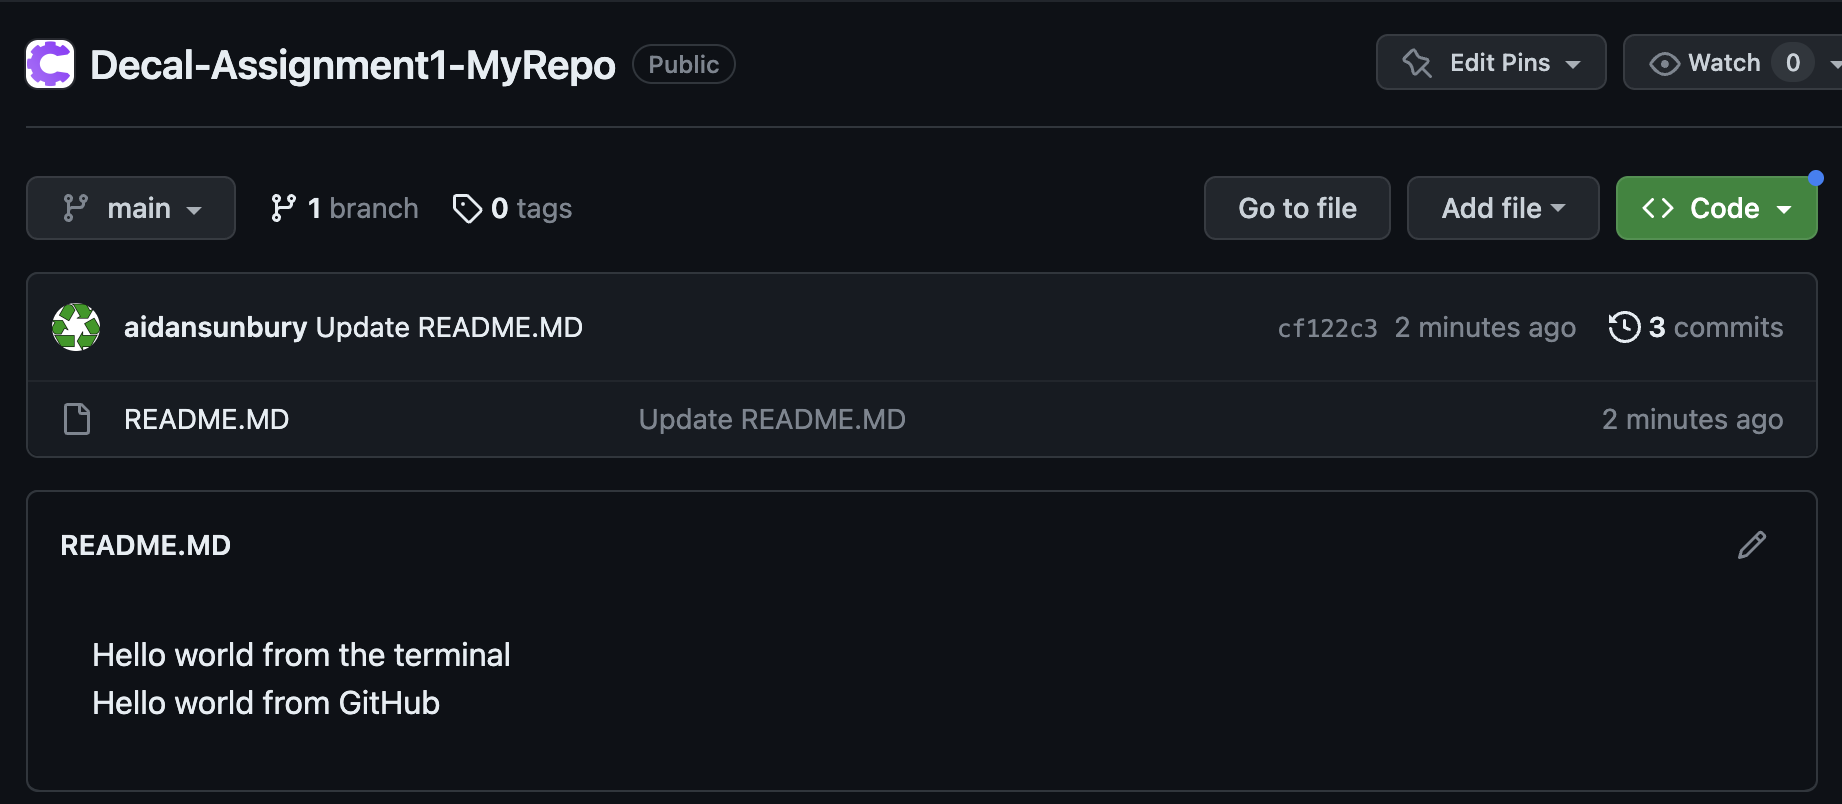 Decal-Assignment1-MyRepo Public Edit Pins Watch 0
main 1 branch 0 tags Go to file Add file Code
aidansunbury Update README.MD cf122c3 2 minutes ago 3 commits
README.MD Update README.MD 2 minutes ago
README.MD
Hello world from the terminal
Hello world from GitHub